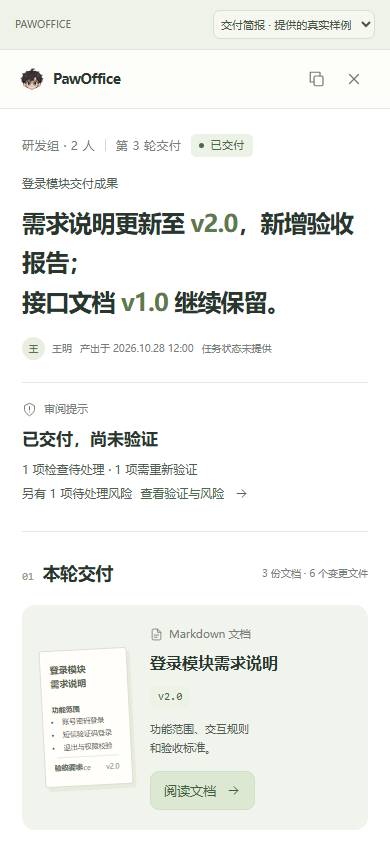 PAWOFFICE
交付简报 · 提供的真实样例
PawOffice
研发组 · 2 人
第 3 轮交付
已交付
登录模块交付成果
需求说明更新至 v2.0，新增验收
报告；
接口文档 v1.0 继续保留。
王
王明 产出于 2026.10.28 12:00 任务状态未提供
审阅提示
已交付，尚未验证
1 项检查待处理 · 1 项需重新验证
另有 1 项待处理风险 查看验证与风险 →
01 本轮交付
3 份文档 · 6 个变更文件
登录模块
需求说明
功能范围
• 账号密码登录
• 短信验证码登录
• 退出与权限校验
v2.0
Markdown 文档
登录模块需求说明
v2.0
功能范围、交互规则
和验收标准。
阅读文档 →